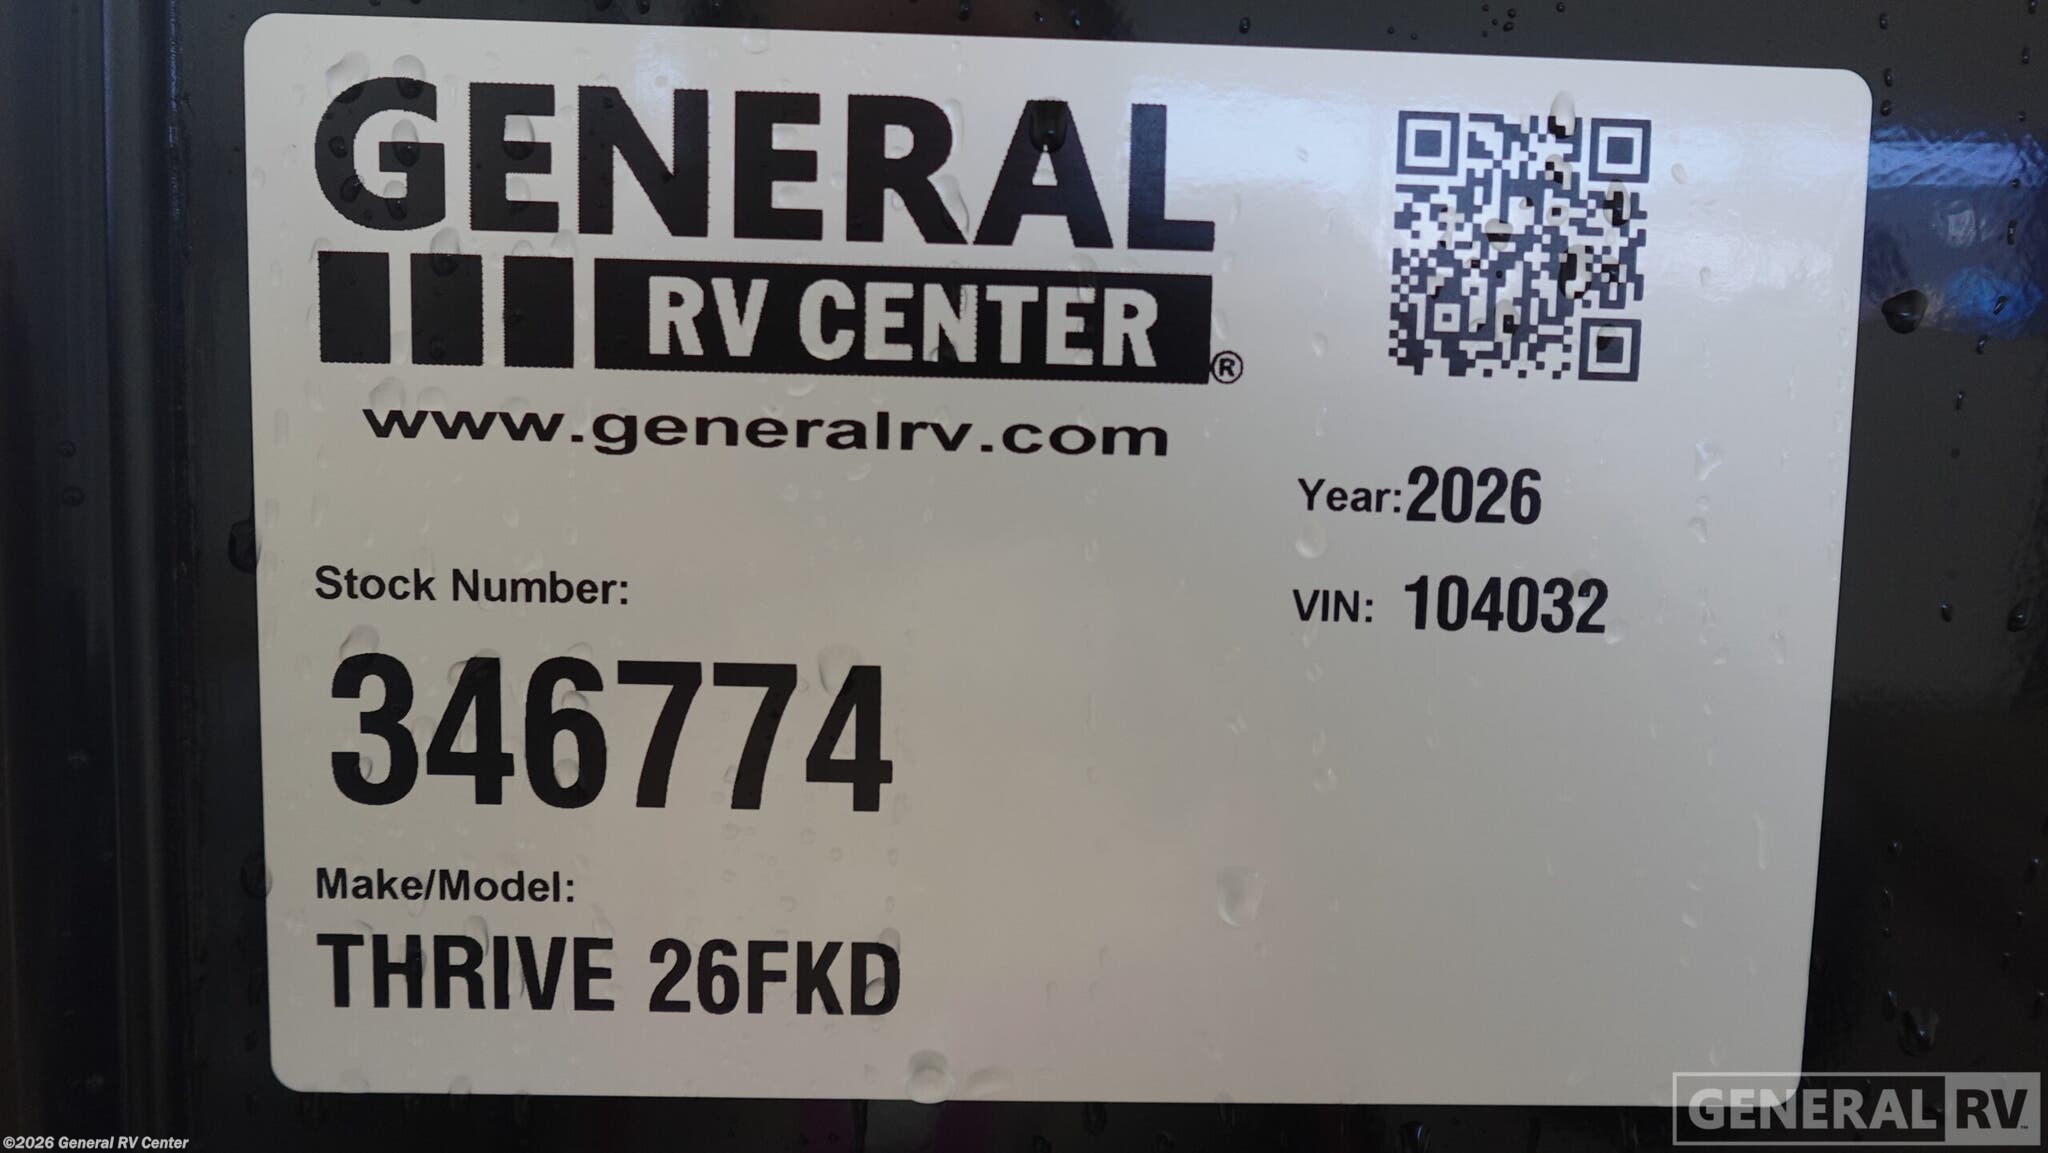 GENERAL
RV CENTER®
www.generalrv.com
Year: 2026
VIN: 104032
Stock Number:
346774
Make/Model:
THRIVE 26FKD
©2026 General RV Center
GENERAL RV™